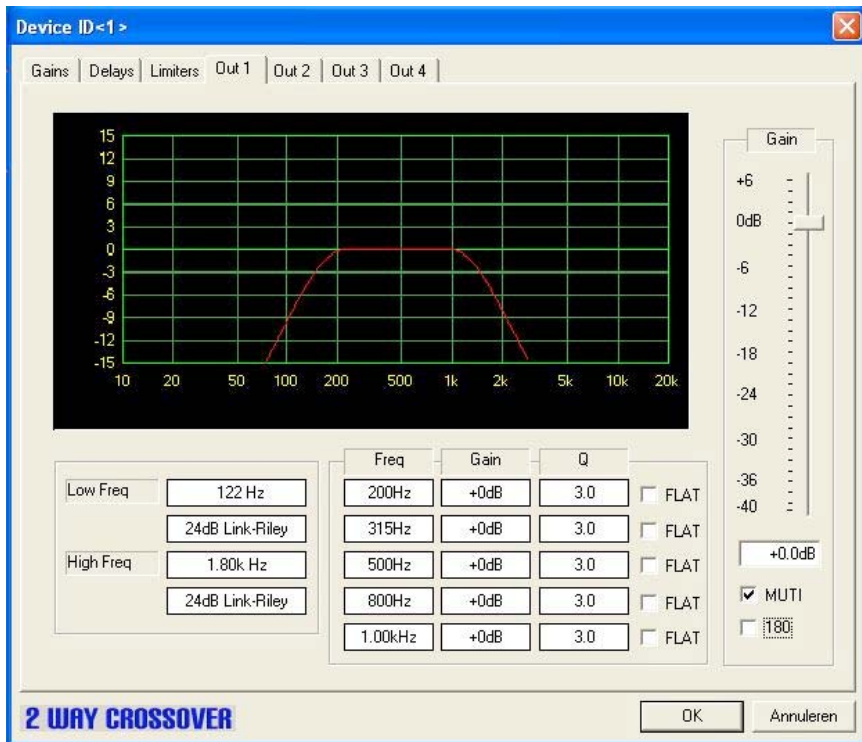 Device ID<1>
Gains Delays Limiters Out 1 Out 2 Out 3 Out 4
15
12
9
6
3
0
-3
-6
-9
-12
-15
10 20 50 100 200 500 1k 2k 5k 10k 20k
Gain
+6
0dB
-6
-12
-18
-24
-30
-36
-40
+0.0dB
MUTI
180
Low Freq 122 Hz
24dB Link-Riley
High Freq 1.80k Hz
24dB Link-Riley
Freq Gain Q
200Hz +0dB 3.0 FLAT
315Hz +0dB 3.0 FLAT
500Hz +0dB 3.0 FLAT
800Hz +0dB 3.0 FLAT
1.00kHz +0dB 3.0 FLAT
2 WAY CROSSOVER
OK Annuleren